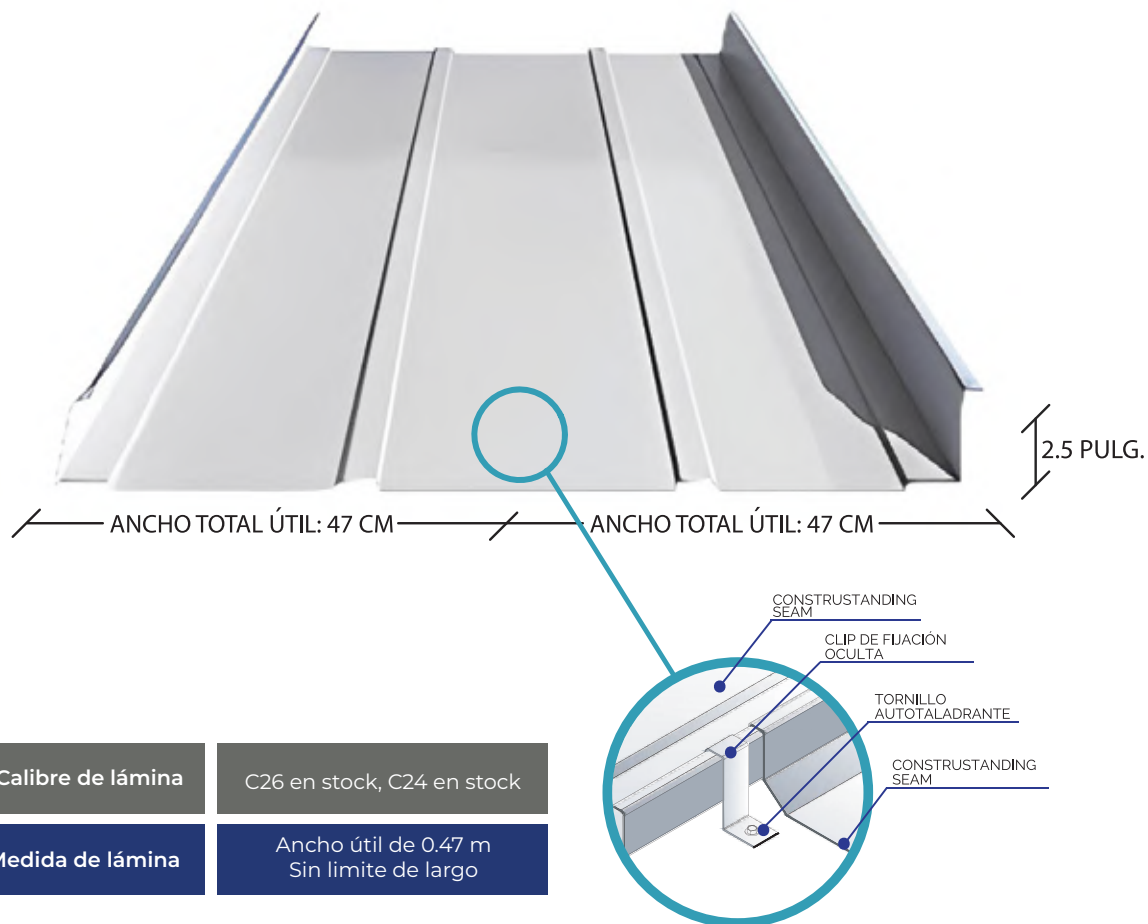 2.5 PULG.
ANCHO TOTAL ÚTIL: 47 CM
ANCHO TOTAL ÚTIL: 47 CM
CONSTRUSTANDING
SEAM
CLIP DE FIJACIÓN
OCULTA
TORNILLO
AUTOTALADRANTE
CONSTRUSTANDING
SEAM
Calibre de lámina
C26 en stock, C24 en stock
Medida de lámina
Ancho útil de 0.47 m
Sin limite de largo